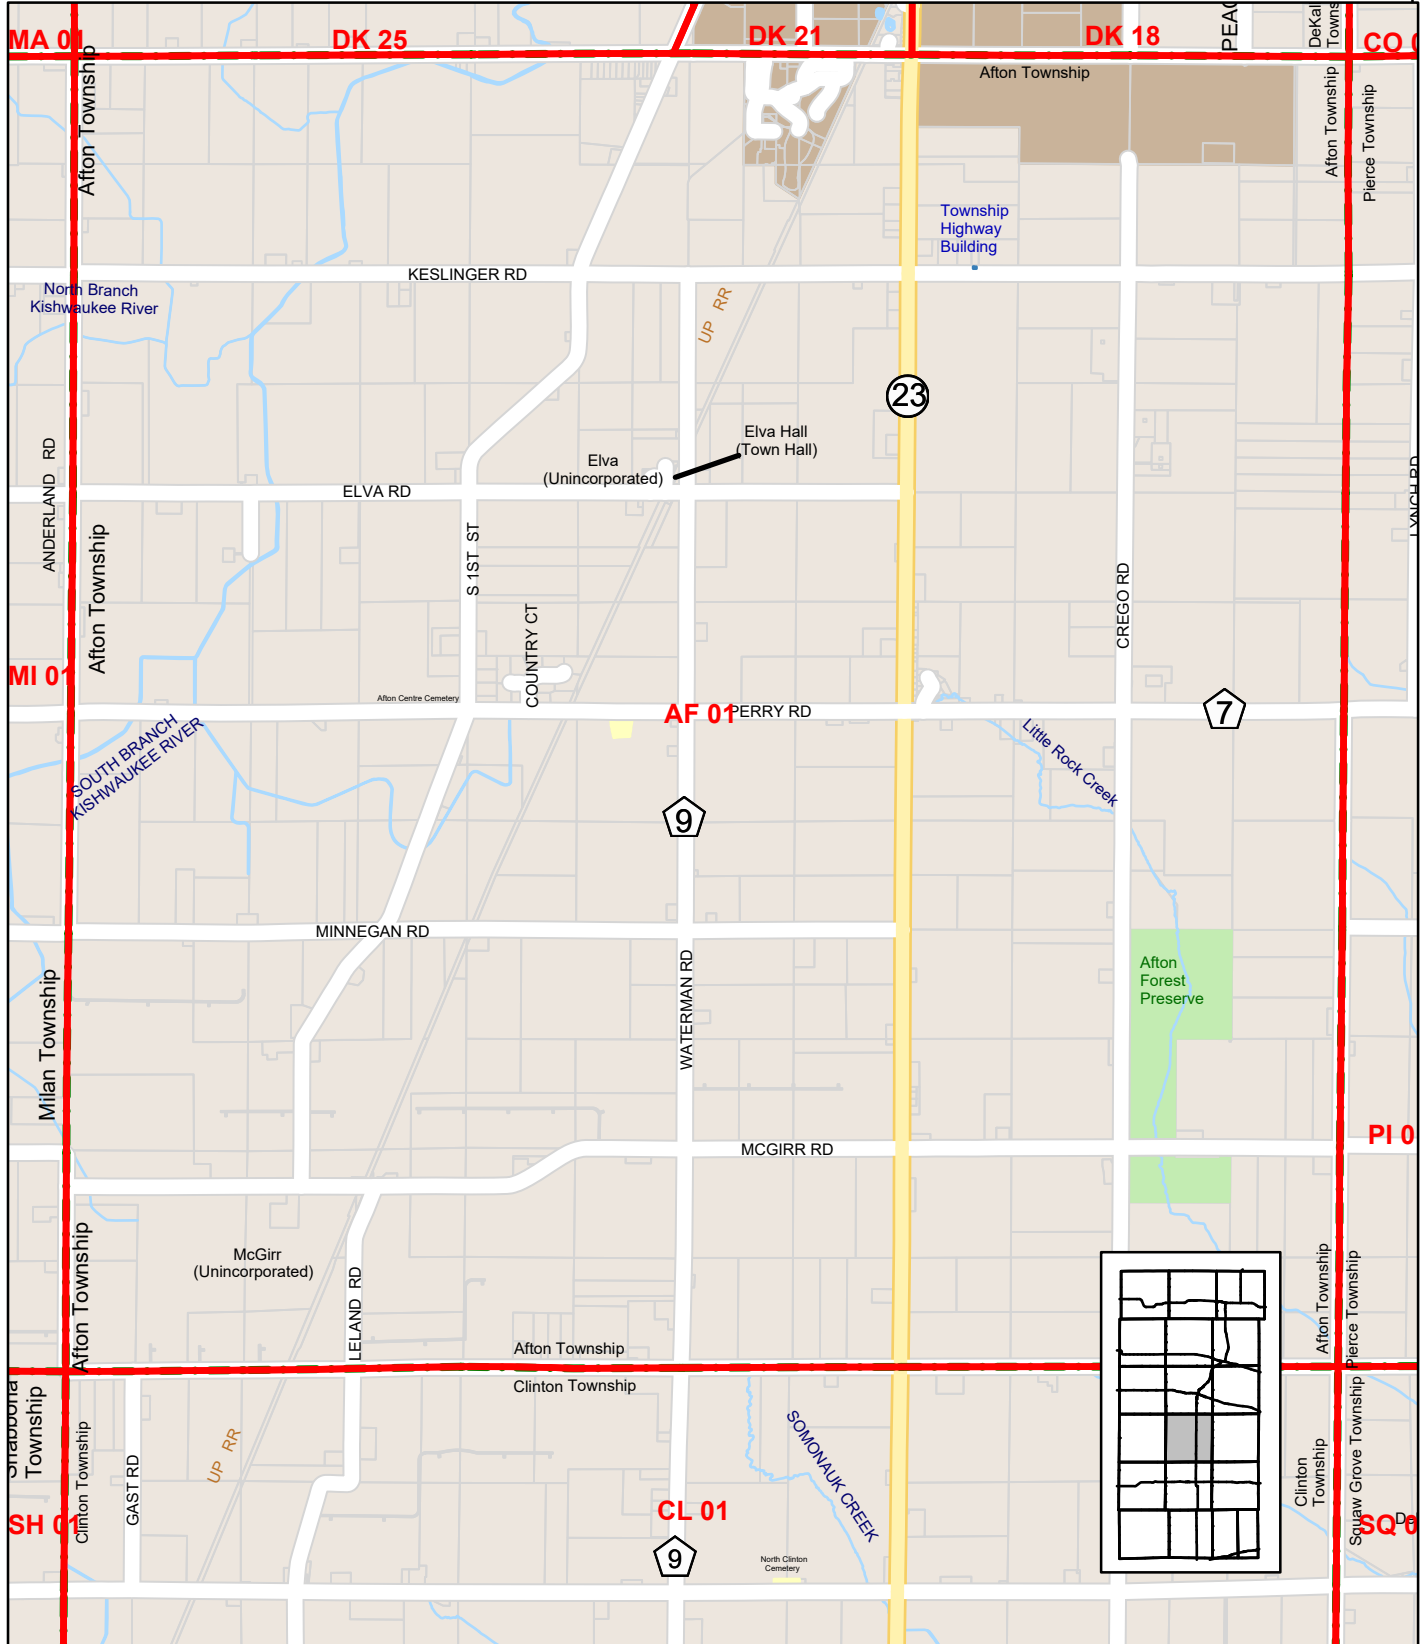 MA 01
DK 25
DK 21
DK 18
CO 0
Afton Township
Afton Township
Afton Township
Pierce Township
Township
Highway
Building
KESLINGER RD
North Branch
Kishwaukee River
UP RR
23
Elva Hall
(Town Hall)
Elva
(Unincorporated)
ANDERLAND RD
ELVA RD
LYNCH RD
Afton Township
S 1ST ST
COUNTRY CT
CREGO RD
MI 01
Afton Centre Cemetery
AF 01
PERRY RD
7
SOUTH BRANCH
KISHWAUKEE RIVER
Little Rock Creek
9
MINNEGAN RD
WATERMAN RD
Afton
Forest
Preserve
Milan Township
MCGIRR RD
PI 0
McGirr
(Unincorporated)
Afton Township
LELAND RD
Afton Township
Clinton Township
Afton Township
Pierce Township
Township
Clinton Township
GAST RD
UP RR
SOMONAUK CREEK
Clinton
Township
Squaw Grove Township
SH 01
CL 01
SQ 0
9
North Clinton
Cemetery